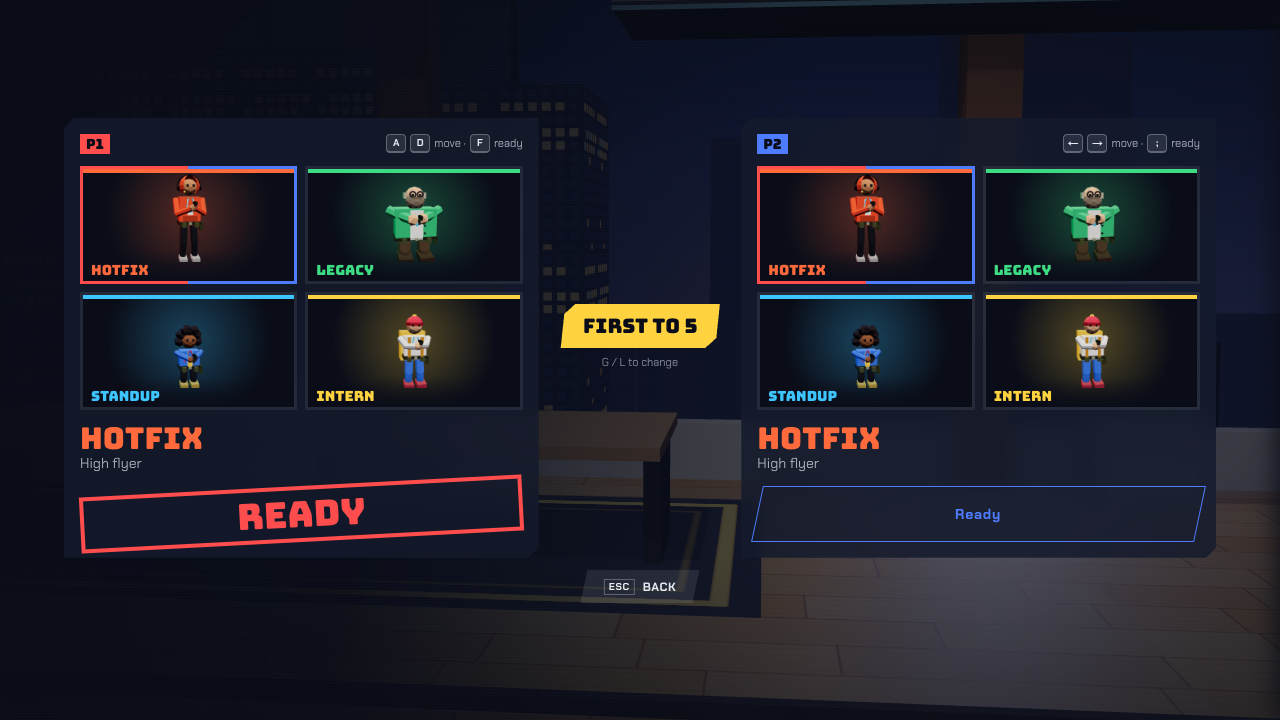 P1
A D move · F ready
HOTFIX
LEGACY
STANDUP
INTERN
HOTFIX
High flyer
READY
FIRST TO 5
G / L to change
P2
← → move · ; ready
HOTFIX
LEGACY
STANDUP
INTERN
HOTFIX
High flyer
Ready
ESC BACK